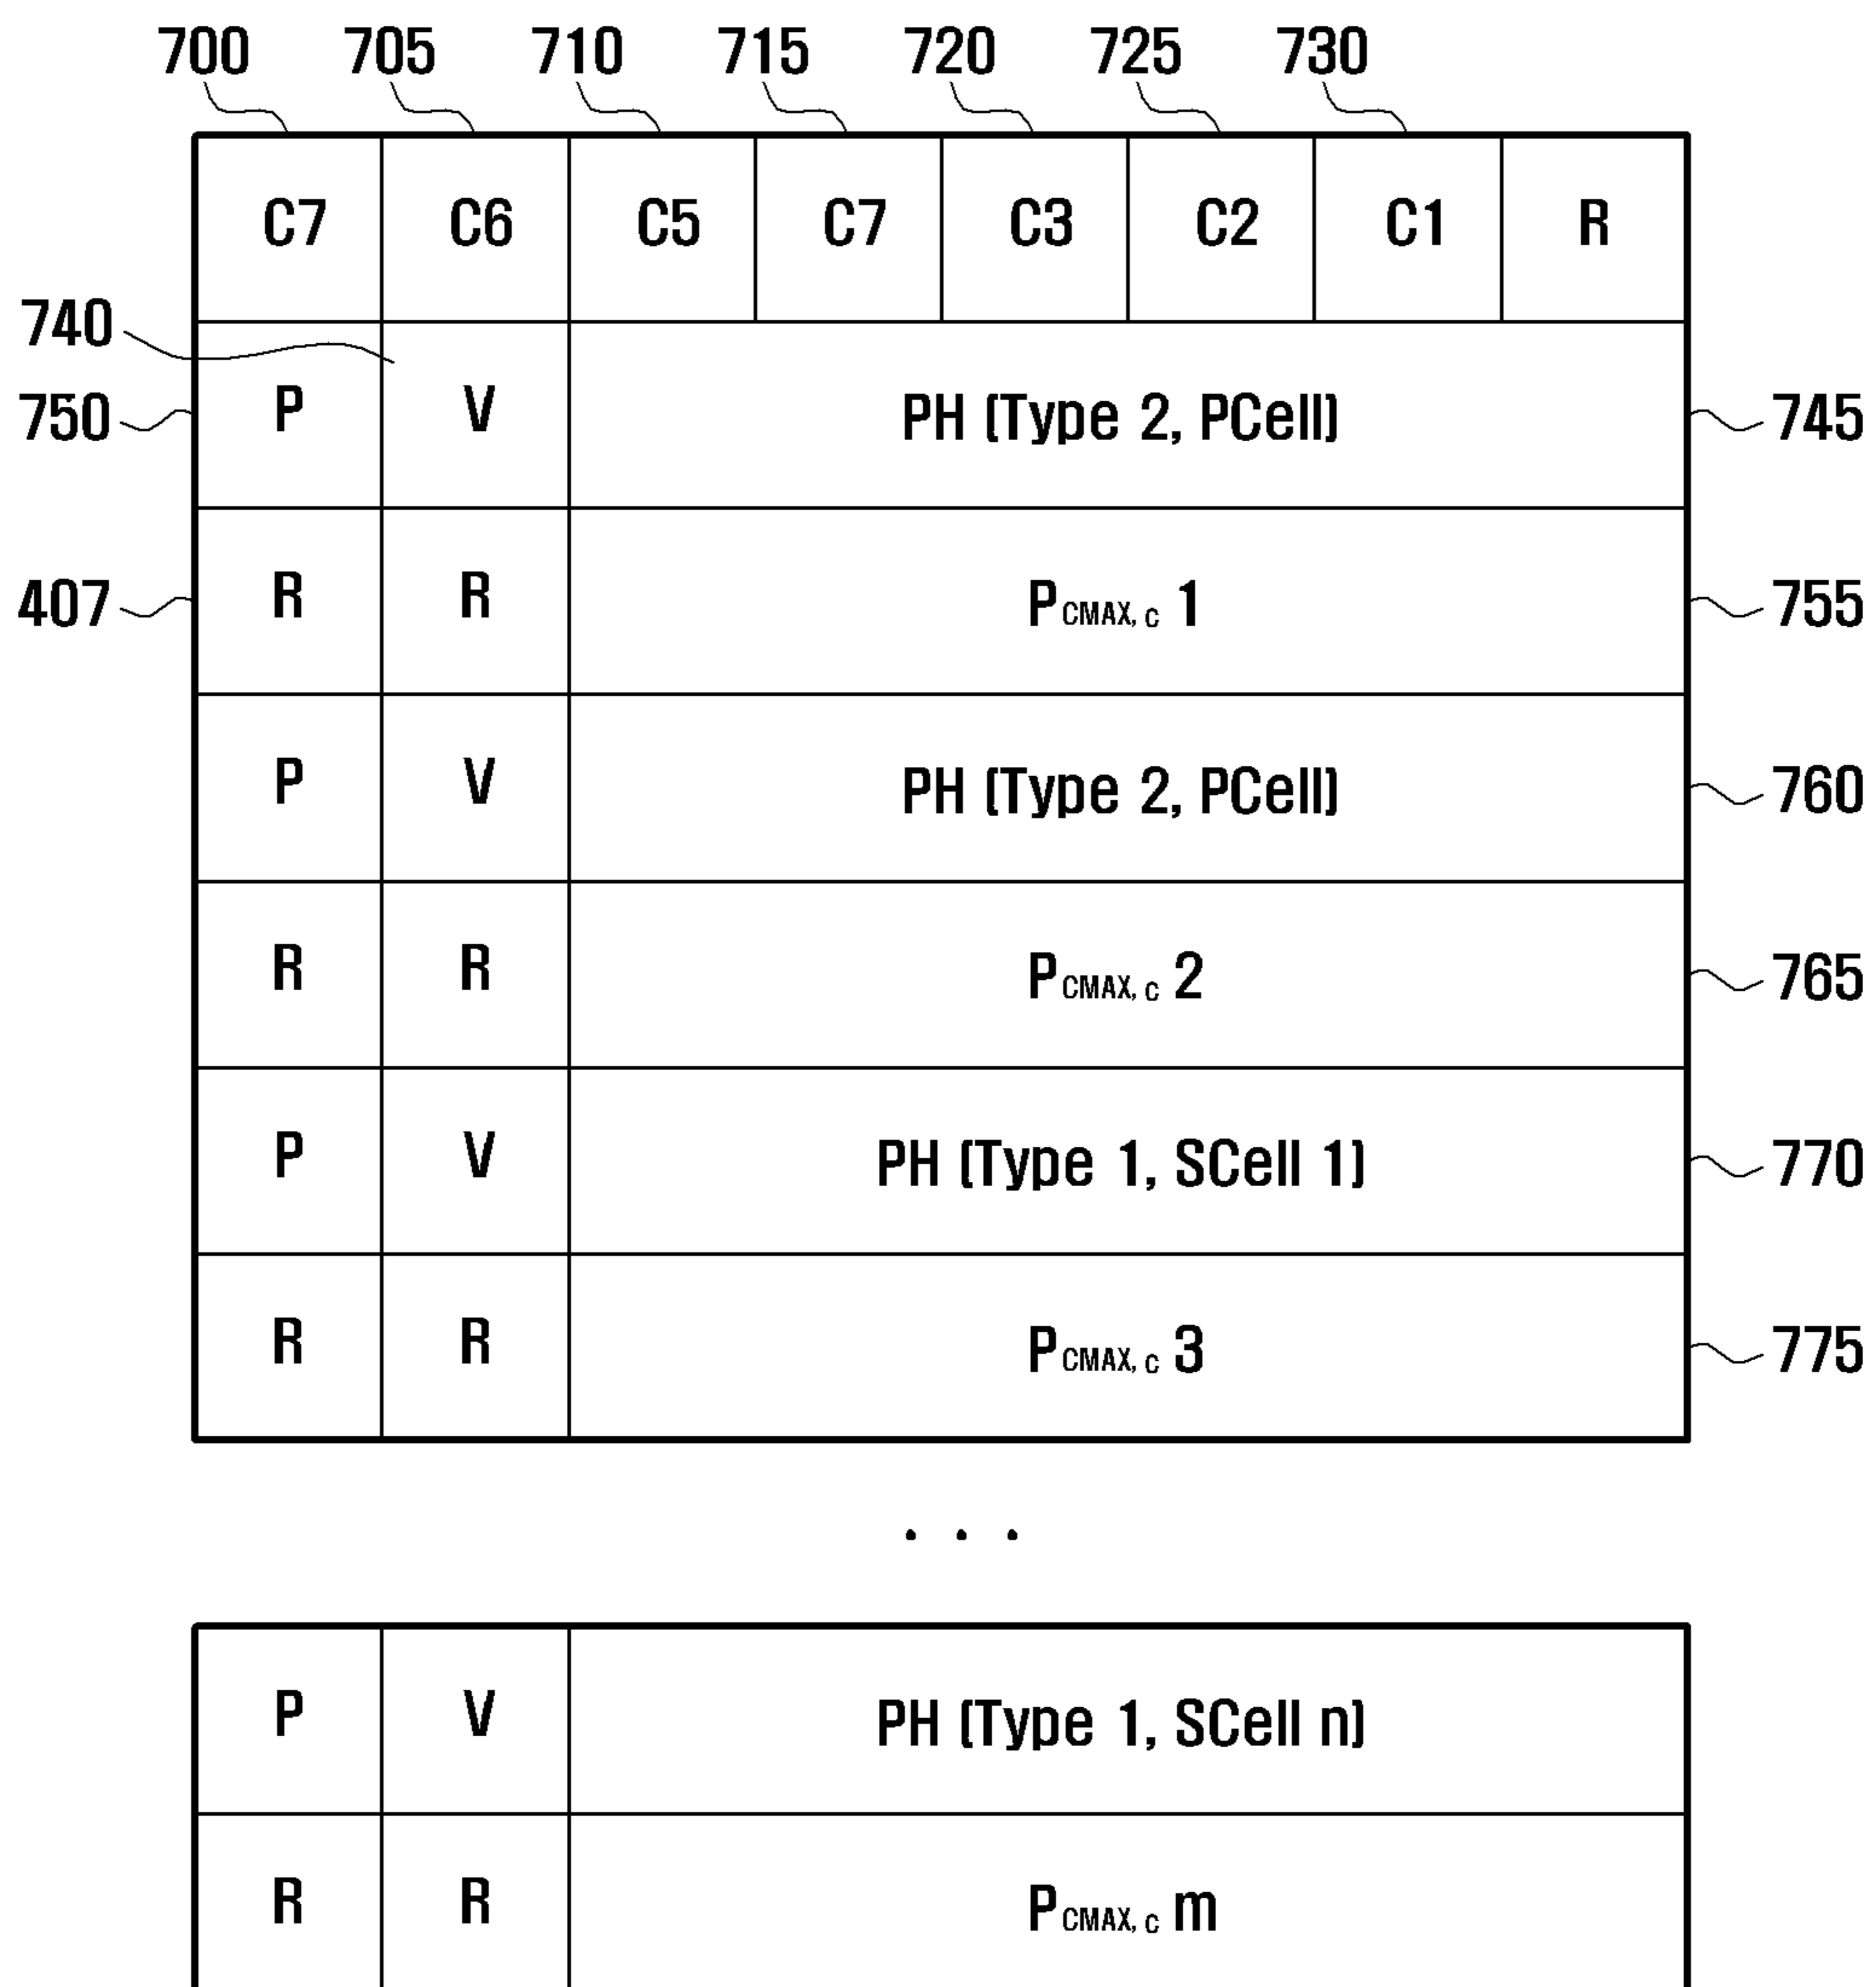 700 705 710 715 720 725 730
C7 C6 C5 C7 C3 C2 C1 R
740
750 P V PH (Type 2, PCell) 745
407 R R PCMAX, C 1 755
P V PH (Type 2, PCell) 760
R R PCMAX, C 2 765
P V PH (Type 1, SCell 1) 770
R R PCMAX, C 3 775
. . .
P V PH (Type 1, SCell n)
R R PCMAX, C m